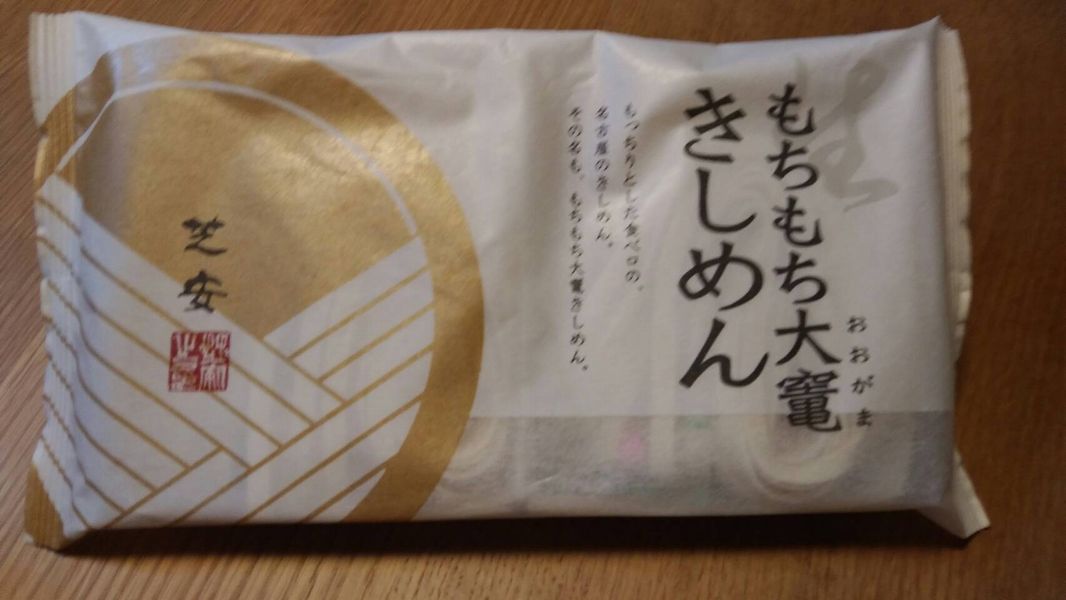 もちもち大竈
おおがま
きしめん
もっちりとした食べ口の、
名古屋のきしめん。
その名も、もちもち大竈きしめん。
芝安